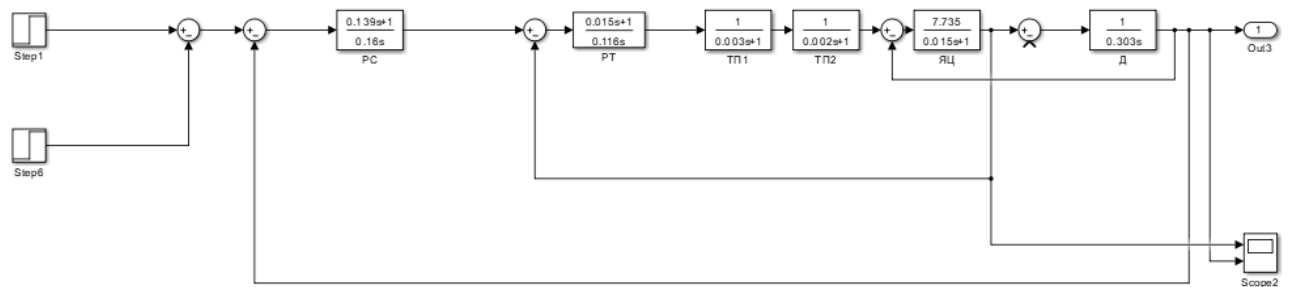 Step1
Step6
0.139s+1
0.16s
РС
0.015s+1
0.116s
РТ
1
0.003s+1
ТП1
1
0.002s+1
ТП2
7.735
0.015s+1
ЯЦ
1
0.303s
Д
1
Out3
Scope2